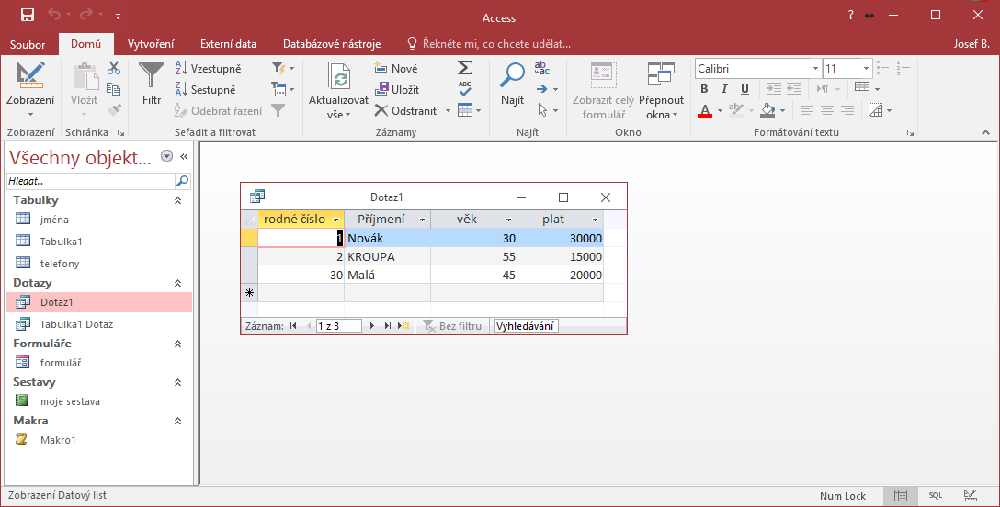 Access
?
Soubor Domů Vytvoření Externí data Databázové nástroje Řekněte mi, co chcete udělat... Josef B.
Zobrazení
Vložit
Filtr
Vzestupně
Sestupně
Odebrat řazení
Aktualizovat
vše
Nové
Uložit
Odstranit
Σ
ABC
Najít
ab
ac
Zobrazit celý
formulář
Přepnout
okna
Calibri 11
B I U
A ab
Zobrazení Schránka Seřadit a filtrovat Záznamy Najít Okno Formátování textu
Všechny objekt... «
Hledat...
Tabulky
jména
Tabulka1
telefony
Dotazy
Dotaz1
Tabulka1 Dotaz
Formuláře
formulář
Sestavy
moje sestava
Makra
Makro1
Dotaz1
rodné číslo Příjmení věk plat
1 Novák 30 30000
2 KROUPA 55 15000
30 Malá 45 20000
*
Záznam: 1 z 3 Bez filtru Vyhledávání
Zobrazení Datový list Num Lock SQL